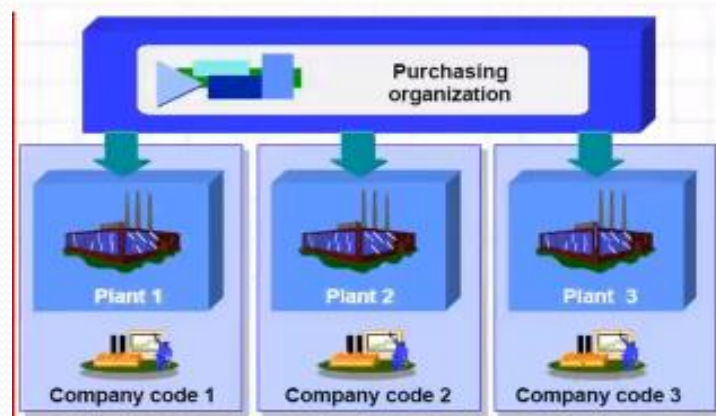 Purchasing
organization
Plant 1
Plant 2
Plant 3
Company code 1
Company code 2
Company code 3